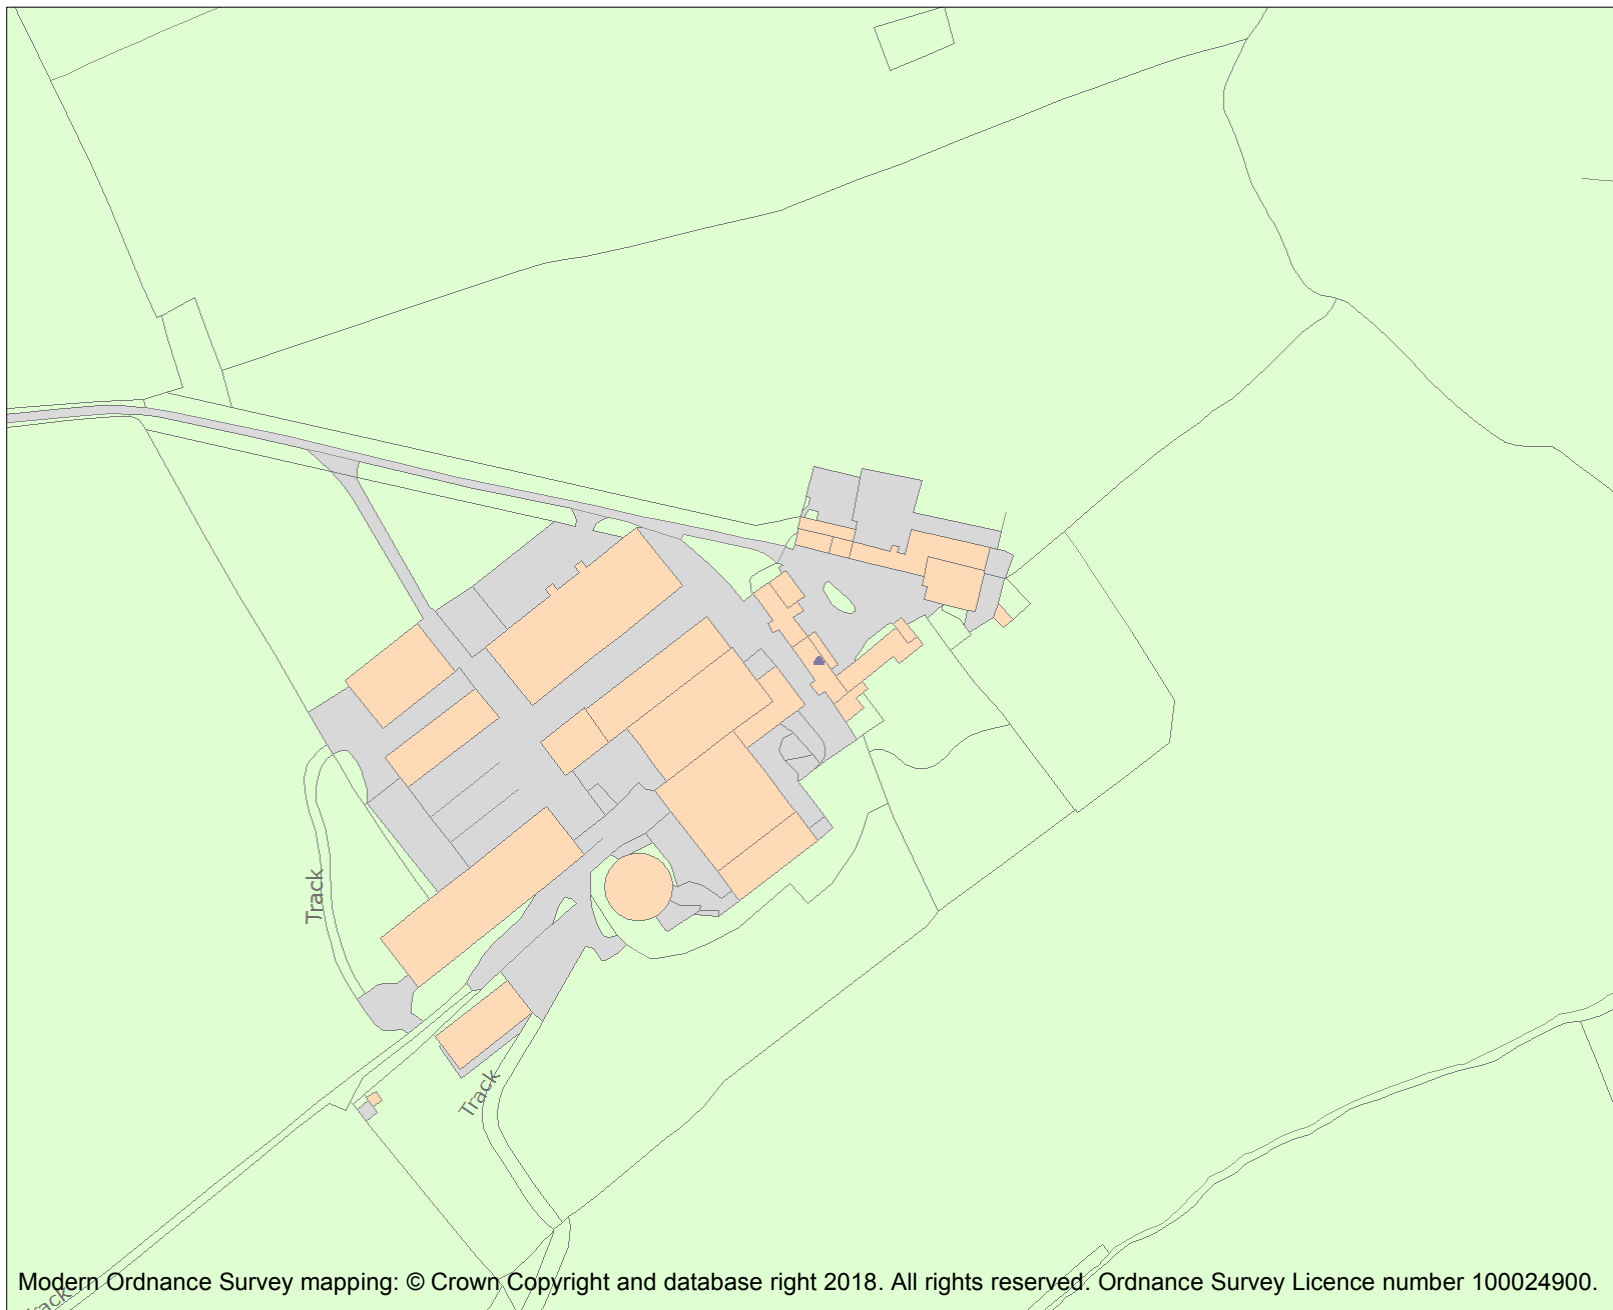 Track
Track
Track
Modern Ordnance Survey mapping: © Crown Copyright and database right 2018. All rights reserved. Ordnance Survey Licence number 100024900.